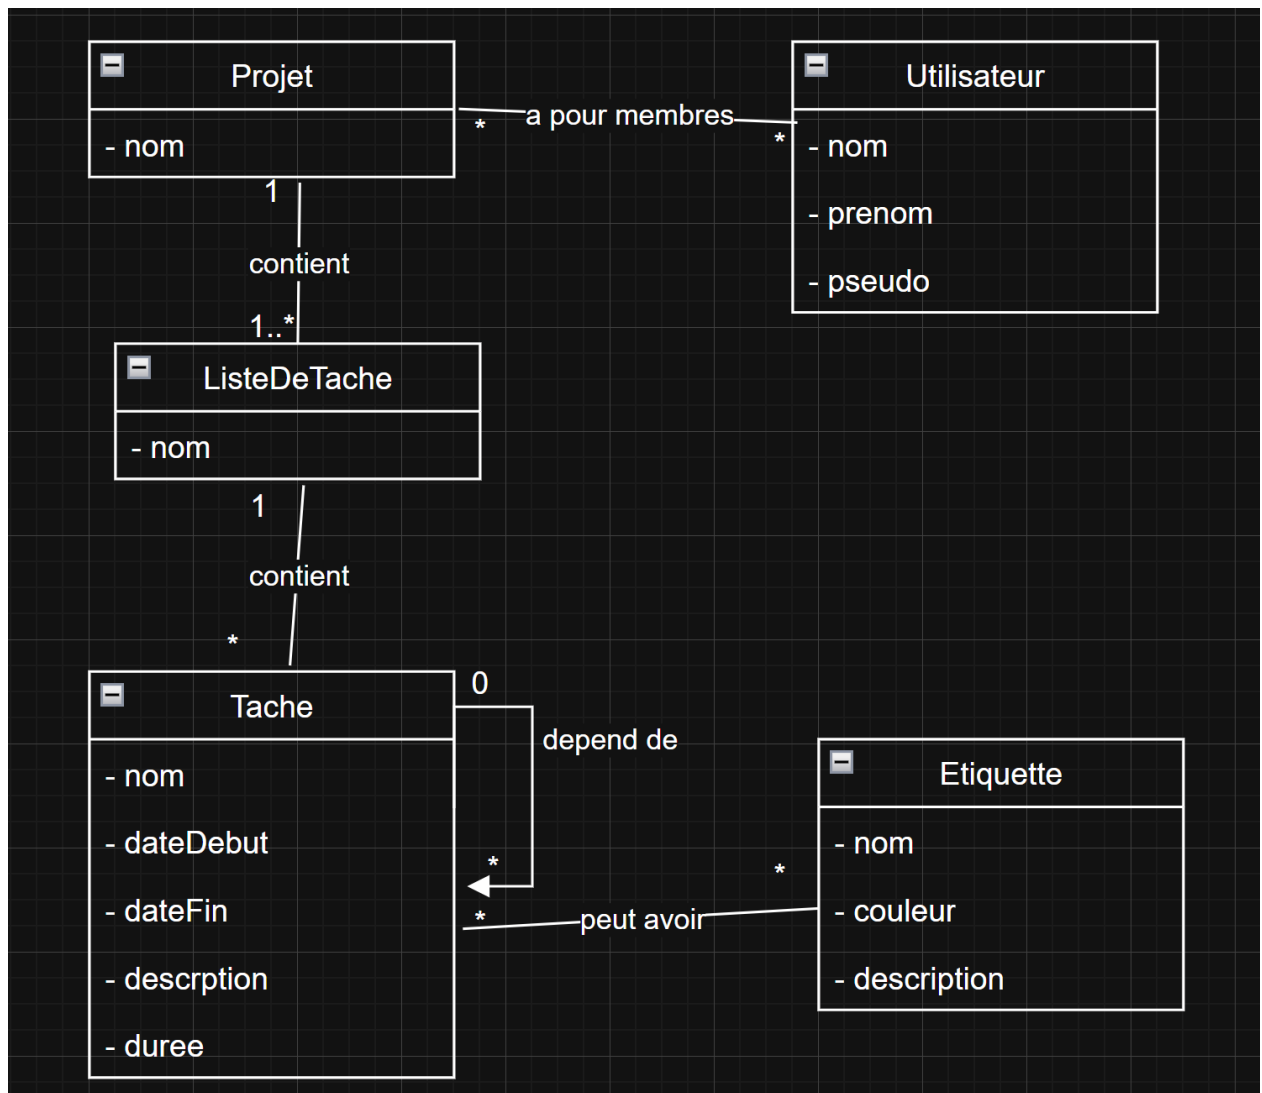 Projet
- nom
Utilisateur
- nom
- prenom
- pseudo
* a pour membres *
1
contient
1..*
ListeDeTache
- nom
1
contient
*
Tache
- nom
- dateDebut
- dateFin
- descrption
- duree
0
depend de
*
* peut avoir *
Etiquette
- nom
- couleur
- description